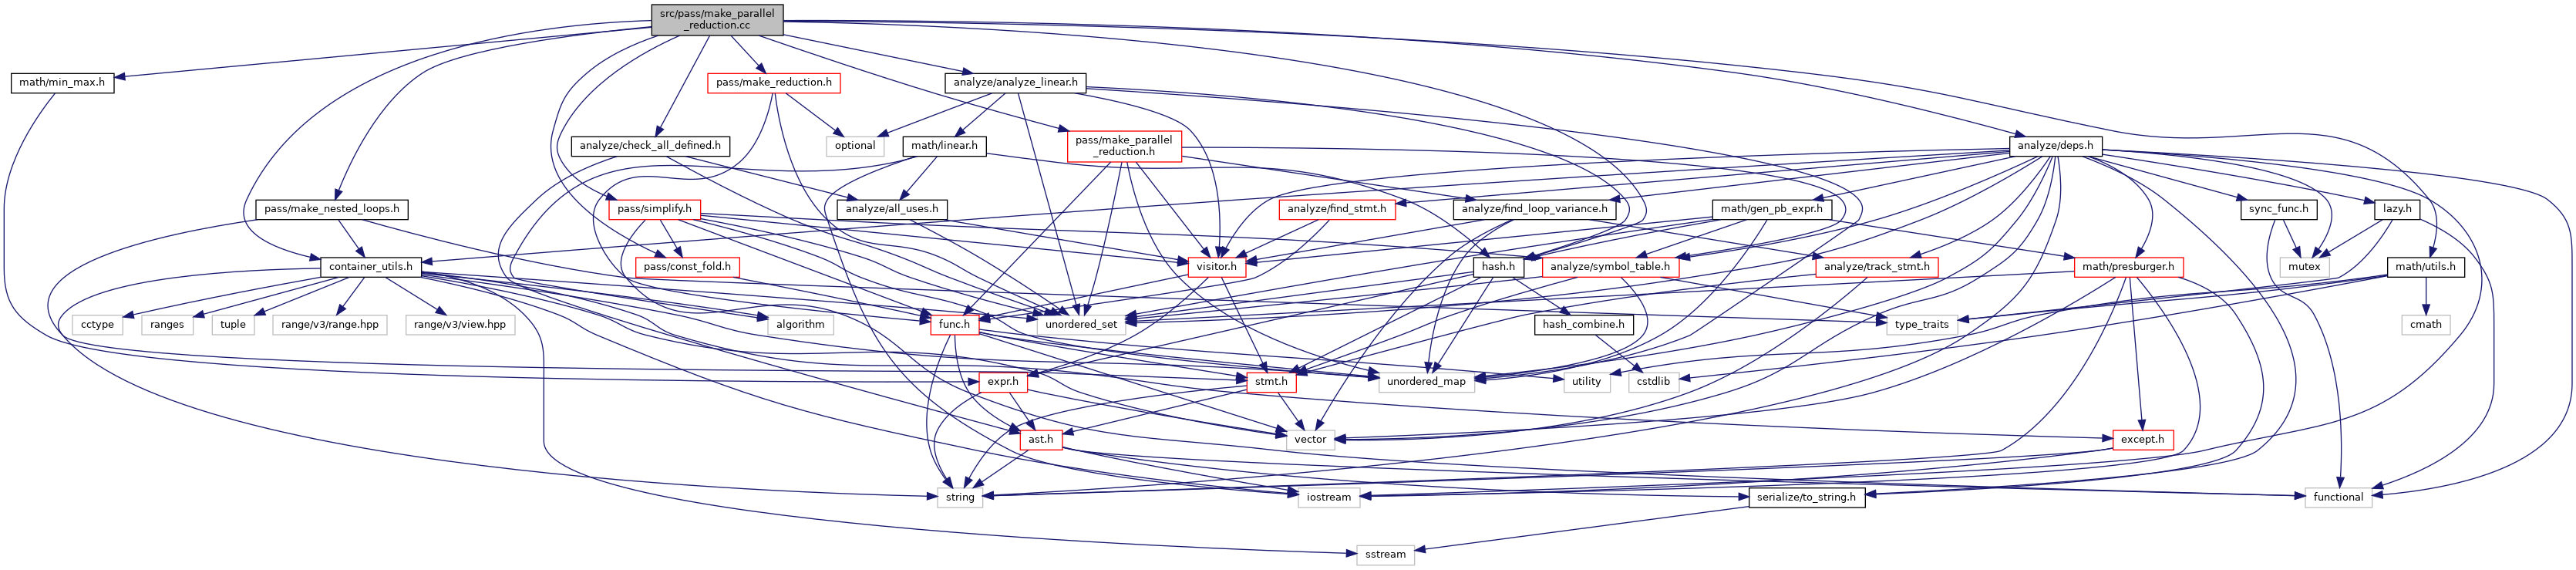 src/pass/make_parallel
_reduction.cc
math/min_max.h
pass/make_reduction.h
analyze/analyze_linear.h
analyze/check_all_defined.h
optional
math/linear.h
pass/make_parallel
_reduction.h
analyze/deps.h
pass/make_nested_loops.h
pass/simplify.h
analyze/all_uses.h
analyze/find_stmt.h
analyze/find_loop_variance.h
math/gen_pb_expr.h
sync_func.h
lazy.h
container_utils.h
pass/const_fold.h
visitor.h
hash.h
analyze/symbol_table.h
analyze/track_stmt.h
math/presburger.h
mutex
math/utils.h
cctype
ranges
tuple
range/v3/range.hpp
range/v3/view.hpp
algorithm
func.h
unordered_set
hash_combine.h
type_traits
cmath
expr.h
unordered_map
stmt.h
utility
cstdlib
ast.h
vector
except.h
string
iostream
serialize/to_string.h
functional
sstream